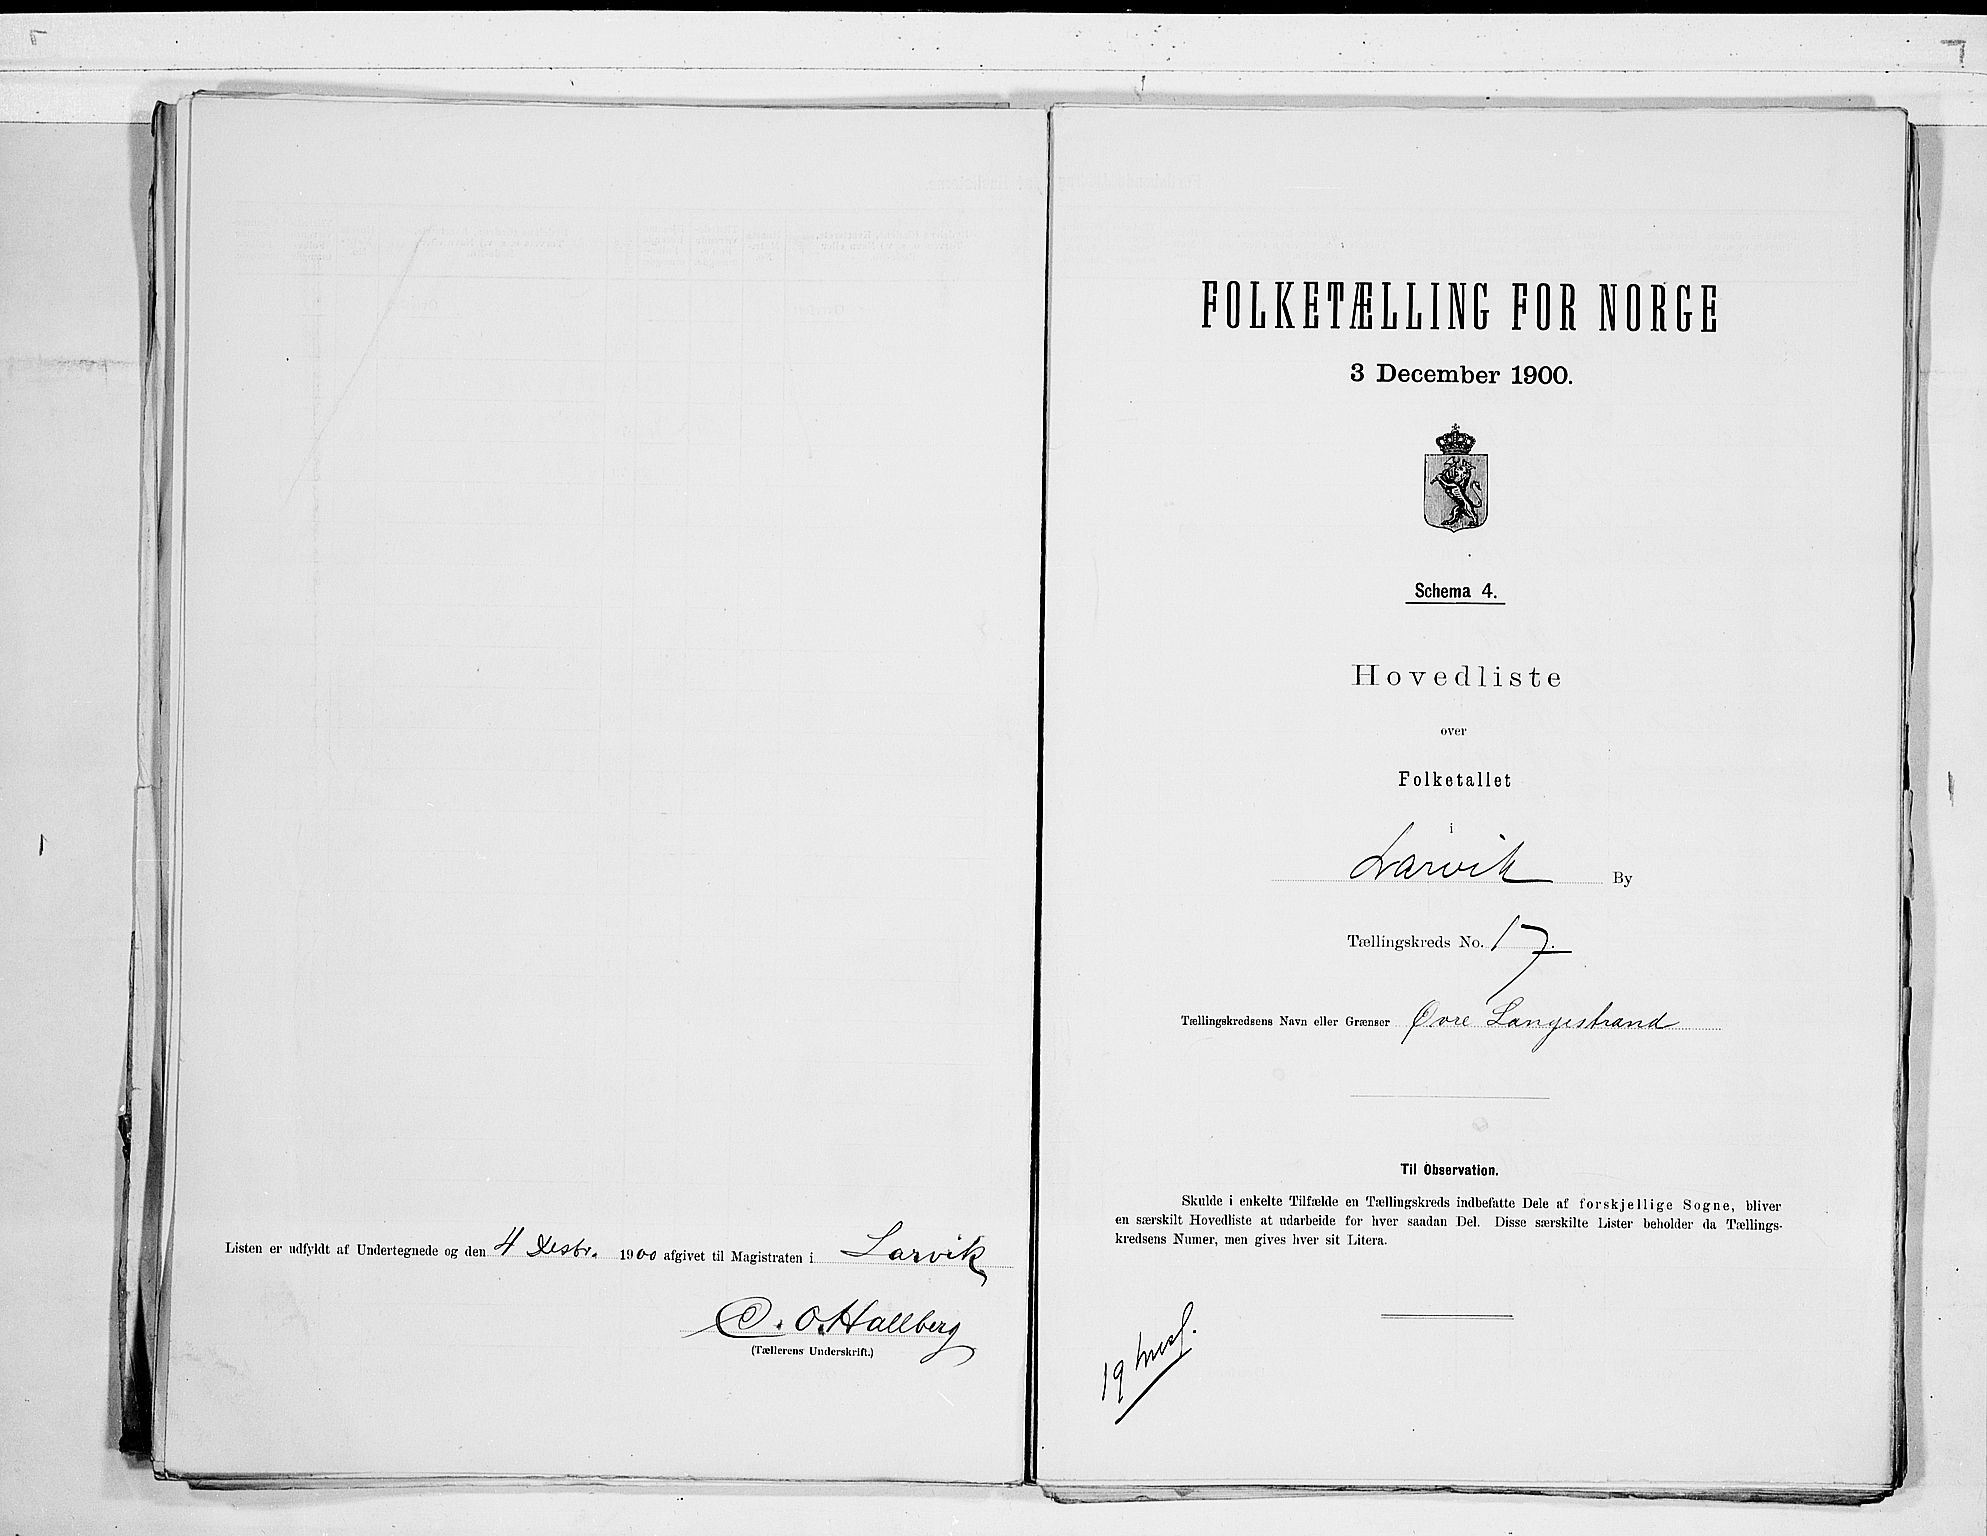 Listen er udfyldt af Undertegnede og den 4 Desbr. 1900 afgivet til Magistraten i Larvik
O. O. Hallberg
(Tællerens Underskrift.)
FOLKETÆLLING FOR NORGE
3 December 1900.
Schema 4.
Hovedliste
over
Folketallet
i
Larvik By
Tællingskreds No. 17.
Tællingskredsens Navn eller Grænser Øvre Langestrand
Til Observation.
Skulde i enkelte Tilfælde en Tællingskreds indbefatte Dele af forskjellige Sogne, bliver
en særskilt Hovedliste at udarbeide for hver saadan Del. Disse særskilte Lister beholder da Tællings-
kredsens Numer, men gives hver sit Litera.
19